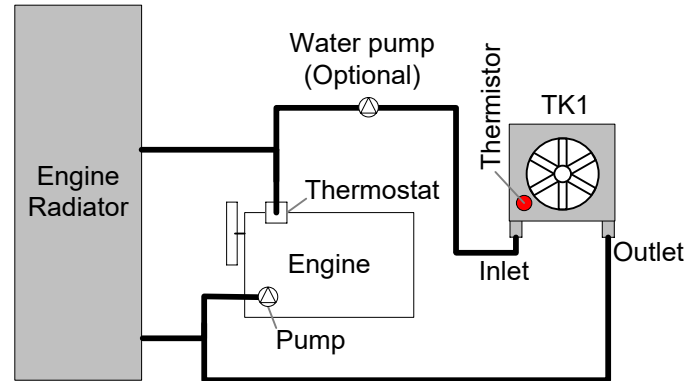 Water pump
(Optional)
TK1
Thermistor
Engine
Radiator
Thermostat
Engine
Inlet
Outlet
Pump